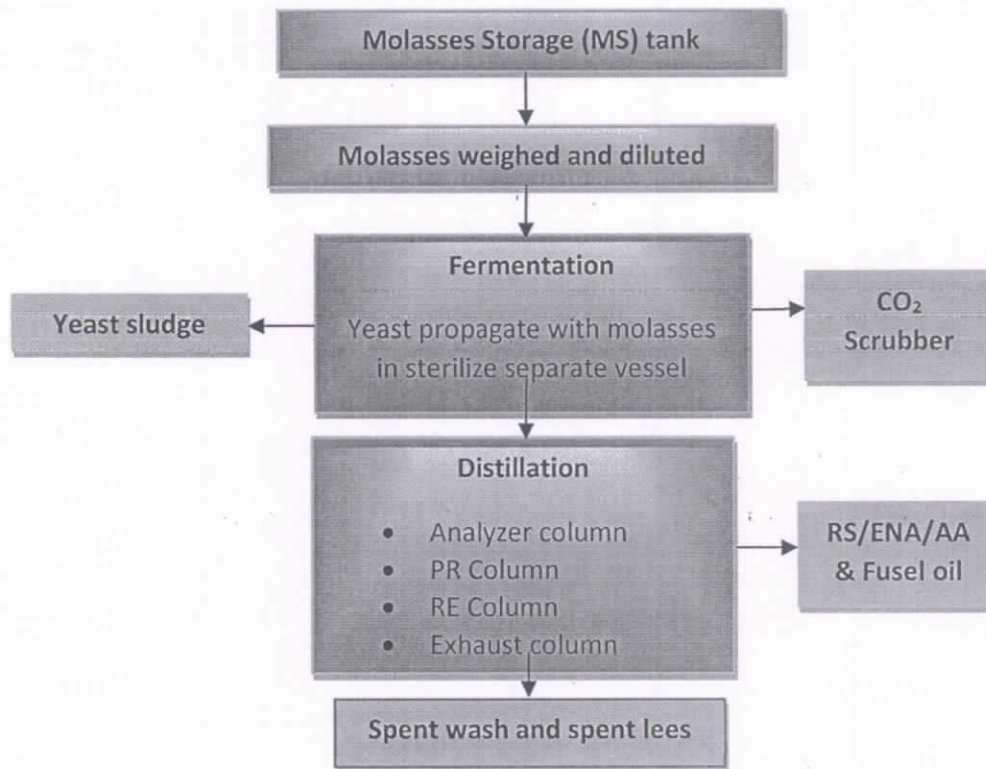 Molasses Storage (MS) tank
Molasses weighed and diluted
Fermentation
Yeast propagate with molasses
in sterilize separate vessel
Yeast sludge
CO₂
Scrubber
Distillation
• Analyzer column
• PR Column
• RE Column
• Exhaust column
RS/ENA/AA
& Fusel oil
Spent wash and spent lees